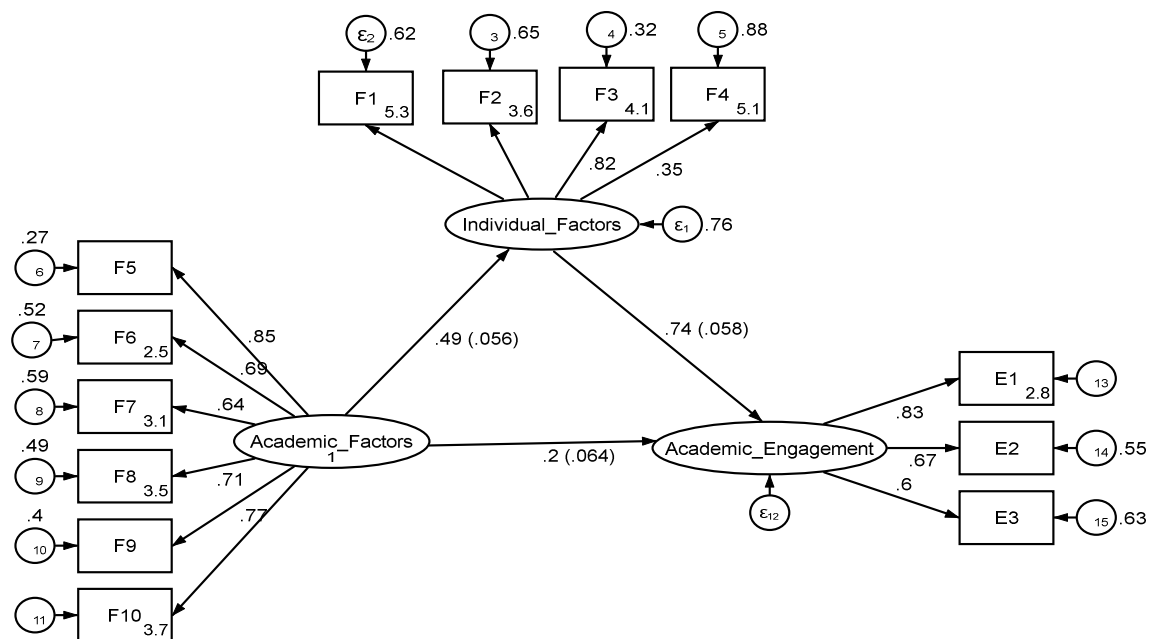 ε2 .62
3 .65
4 .32
5 .88
F1 5.3
F2 3.6
F3 4.1
F4 5.1
.82
.35
Individual_Factors
ε1 .76
.27
6
F5
.85
.52
7
F6 2.5
.69
.59
8
F7 3.1
.64
.49
9
F8 3.5
.71
.4
10
F9
.77
11
F10 3.7
.49 (.056)
.74 (.058)
Academic_Factors
1
.2 (.064)
Academic_Engagement
ε12
E1 2.8
13
.83
E2
14 .55
.67
E3
15 .63
.6